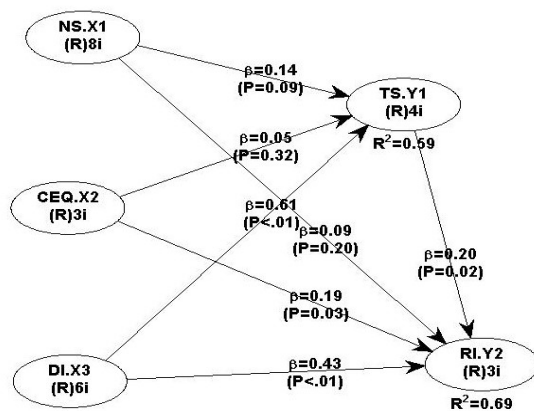 NS.X1
(R)8i
β=0.14
(P=0.09)
TS.Y1
(R)4i
R²=0.59
β=0.05
(P=0.32)
CEQ.X2
(R)3i
β=0.61
(P<.01)
β=0.09
(P=0.20)
β=0.20
(P=0.02)
β=0.19
(P=0.03)
DI.X3
(R)6i
β=0.43
(P<.01)
RI.Y2
(R)3i
R²=0.69